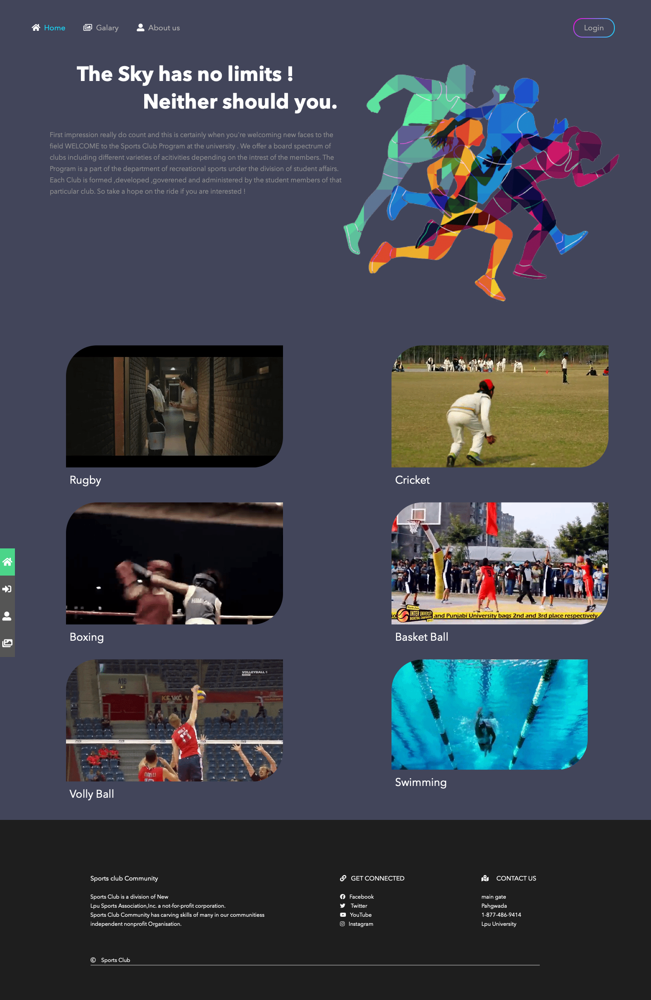 Home Galary About us Login
The Sky has no limits !
Neither should you.
First impression really do count and this is certainly when you're welcoming new faces to the
field WELCOME to the Sports Club Program at the university . We offer a board spectrum of
clubs including different varieties of acitivities depending on the intrest of the members. The
Program is a part of the department of recreational sports under the division of student affairs.
Each Club is formed ,developed ,goverened and administered by the student members of that
particular club. So take a hope on the ride if you are interested !
Rugby
Cricket
North Zone
INTER UNIVERSITY
BASKETBALL CHAMPIONSHIP
and Punjabi University bags 2nd and 3rd place respectively
Boxing
Basket Ball
VOLLEYBALL 1
A16
KRAKÓW
HOLT
Volly Ball
Swimming
Sports club Community
Sports Club is a division of New
Lpu Sports Association,Inc. a not-for-profit corporation.
Sports Club Community has carving skills of many in our communitiess
independent nonprofit Organisation.
GET CONNECTED
Facebook
Twitter
YouTube
Instagram
CONTACT US
main gate
Pahgwada
1-877-486-9414
Lpu University
© Sports Club